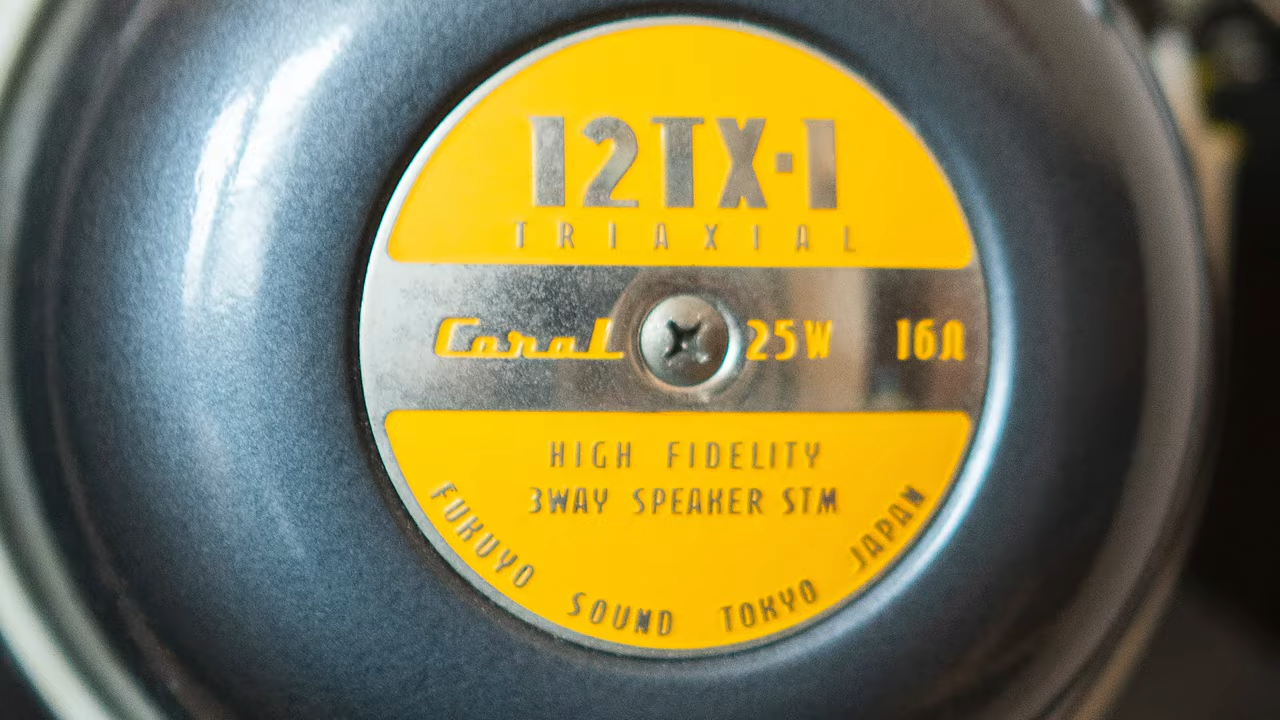 12TX-1
TRIAXIAL
Coral 25W 16Ω
HIGH FIDELITY
3WAY SPEAKER STM
FUKUYO SOUND TOKYO JAPAN